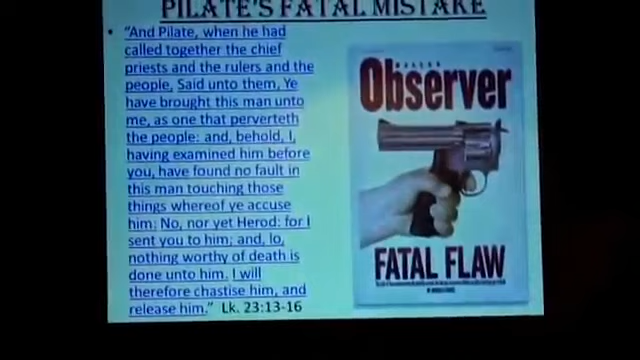 PILATE'S FATAL MISTAKE
• "And Pilate, when he had
called together the chief
priests and the rulers and the
people, Said unto them, Ye
have brought this man unto
me, as one that perverteth
the people: and, behold, I,
having examined him before
you, have found no fault in
this man touching those
things whereof ye accuse
him: No, nor yet Herod: for I
sent you to him; and, lo,
nothing worthy of death is
done unto him. I will
therefore chastise him, and
release him." Lk. 23:13-16
Observer
FATAL FLAW